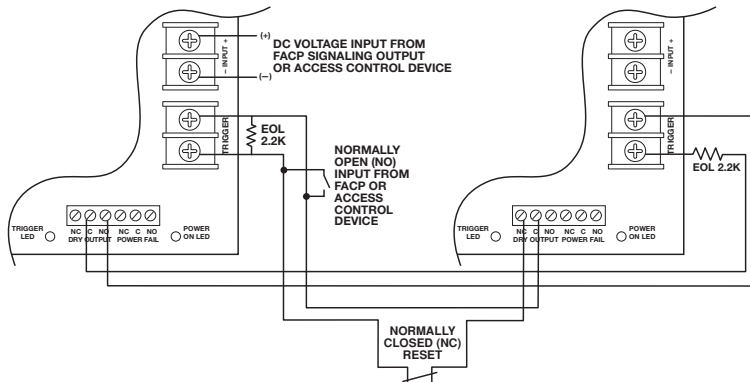 (+)
DC VOLTAGE INPUT FROM
FACP SIGNALING OUTPUT
OR ACCESS CONTROL DEVICE
(—)
– INPUT +
TRIGGER
EOL
2.2K
NORMALLY
OPEN (NO)
INPUT FROM
FACP OR
ACCESS
CONTROL
DEVICE
TRIGGER
LED
NC C NO NC C NO
DRY OUTPUT POWER FAIL
POWER
ON LED
– INPUT +
TRIGGER
EOL 2.2K
TRIGGER
LED
NC C NO NC C NO
DRY OUTPUT POWER FAIL
POWER
ON LED
NORMALLY
CLOSED (NC)
RESET